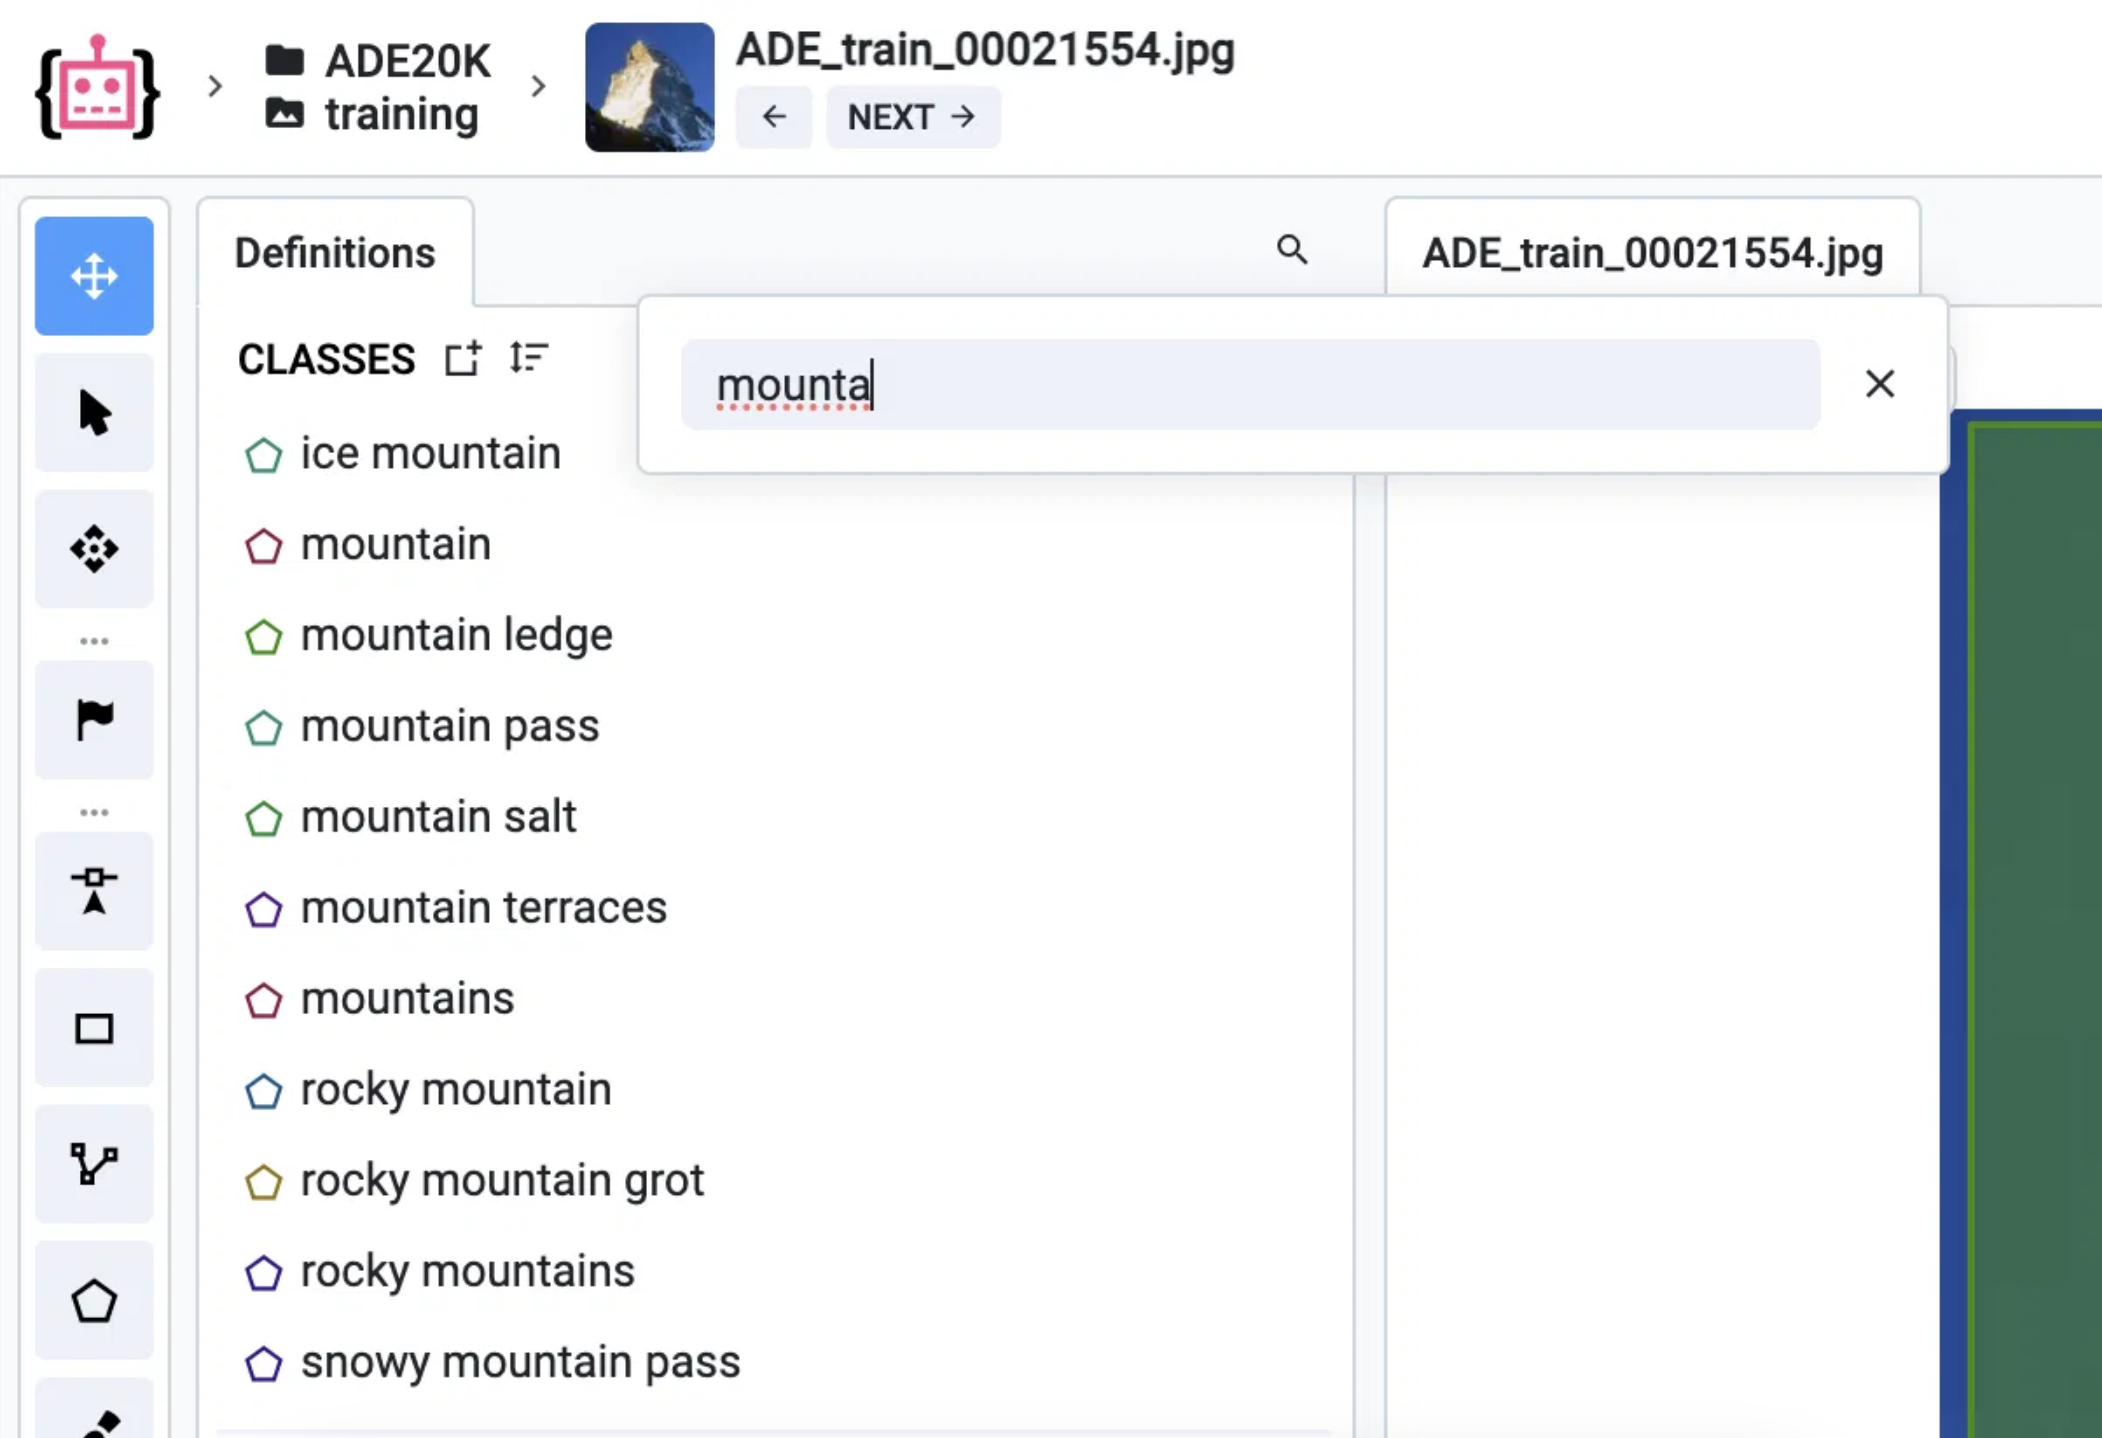 ADE20K
training
ADE_train_00021554.jpg
NEXT
Definitions
ADE_train_00021554.jpg
CLASSES
mounta
ice mountain
mountain
mountain ledge
mountain pass
mountain salt
mountain terraces
mountains
rocky mountain
rocky mountain grot
rocky mountains
snowy mountain pass